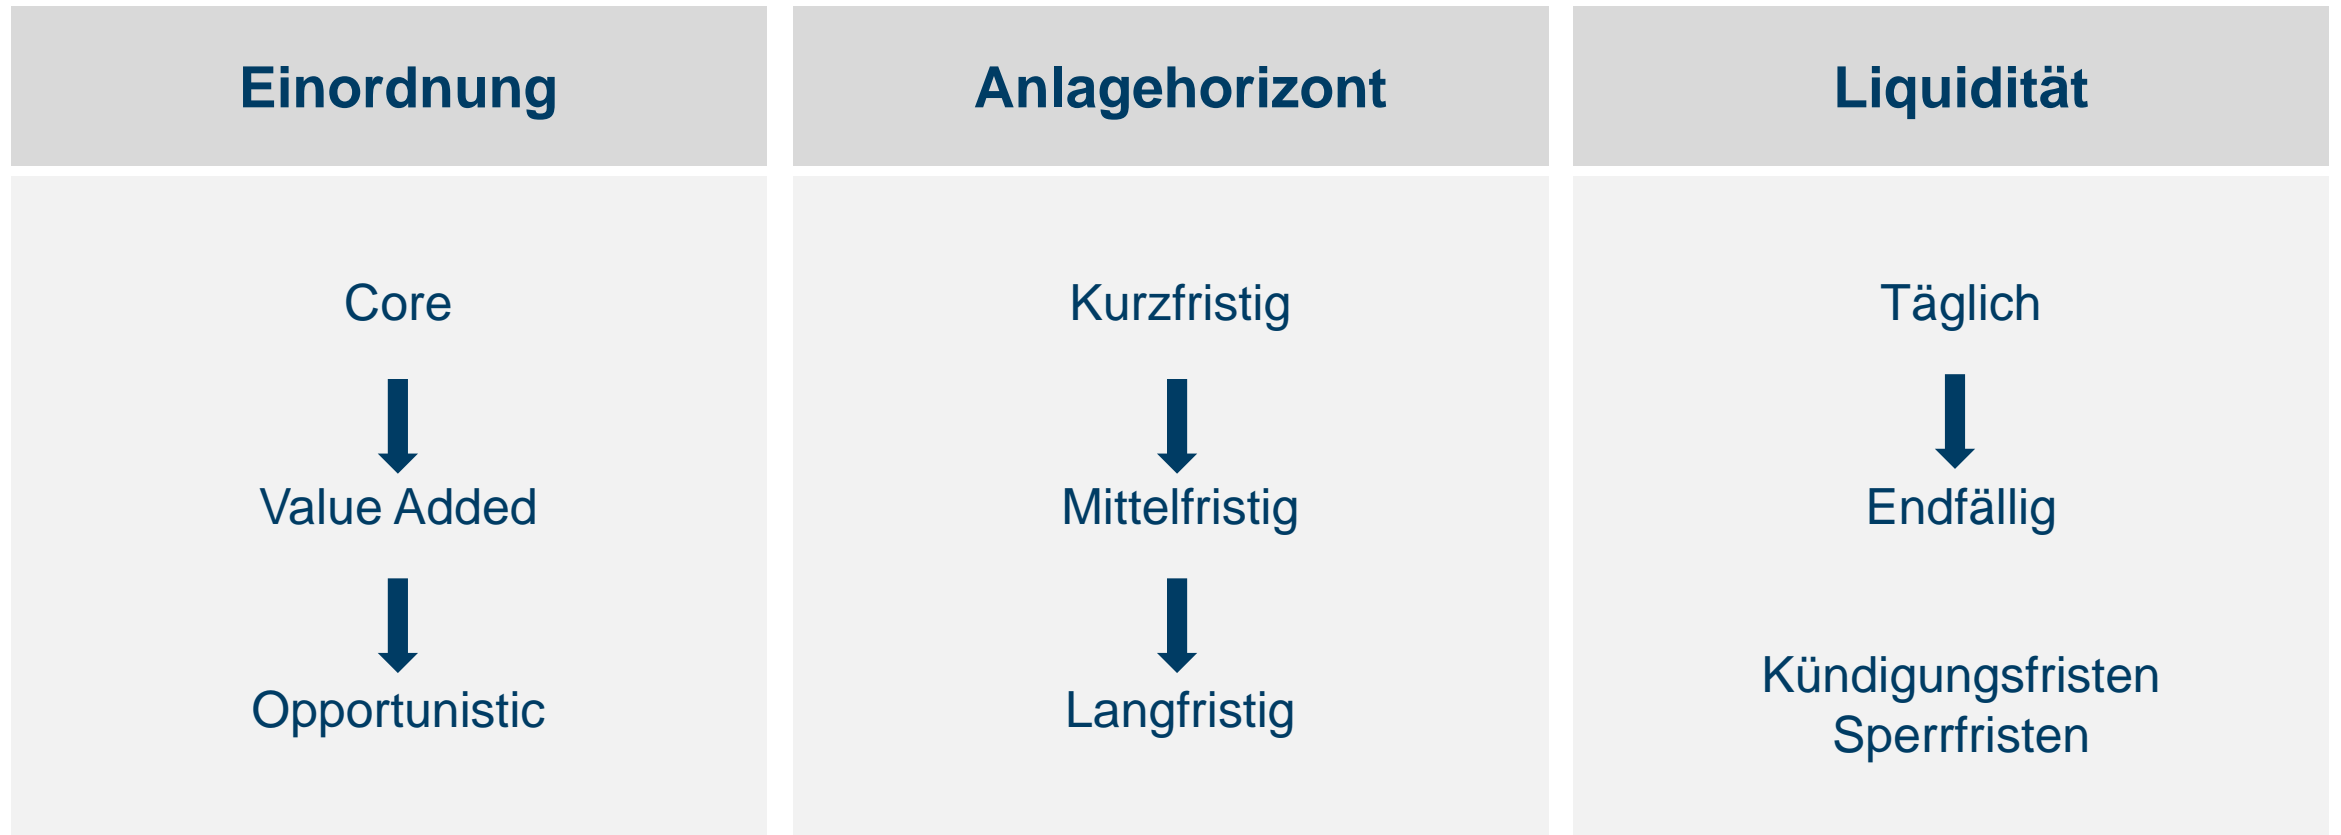 Einordnung
Core
Value Added
Opportunistic
Anlagehorizont
Kurzfristig
Mittelfristig
Langfristig
Liquidität
Täglich
Endfällig
Kündigungsfristen
Sperrfristen